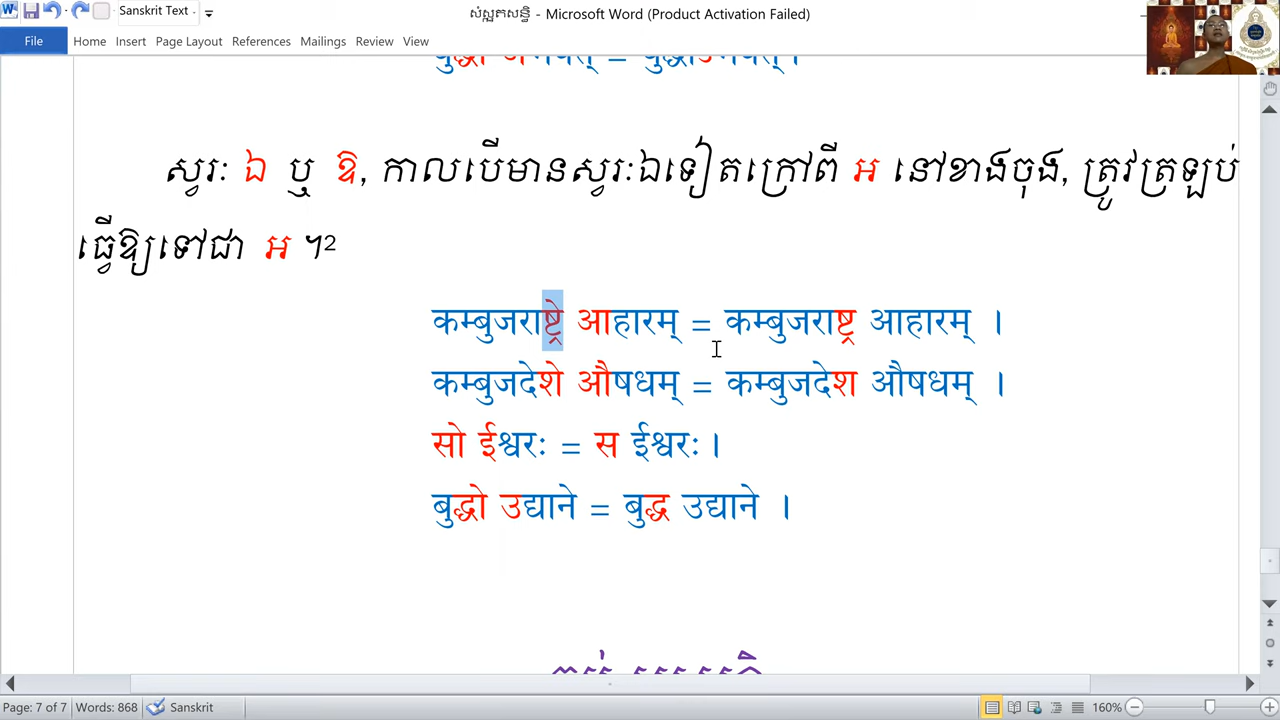 សំស្ក្រតសន្ធិ - Microsoft Word (Product Activation Failed)
Sanskrit Text
File Home Insert Page Layout References Mailings Review View
ស្វរៈ ឯ ឬ ឱ, កាលបើមានស្វរៈឯទៀតក្រៅពី អ នៅខាងចុង, ត្រូវត្រឡប់
ធ្វើឱ្យទៅជា អ ។2
कम्बुजराष्ट्रे आहारम् = कम्बुजराष्ट्र आहारम् ।
कम्बुजदेशे औषधम् = कम्बुजदेश औषधम् ।
सो ईश्वरः = स ईश्वरः।
बुद्धो उद्याने = बुद्ध उद्याने ।
Page: 7 of 7 Words: 868 Sanskrit 160%